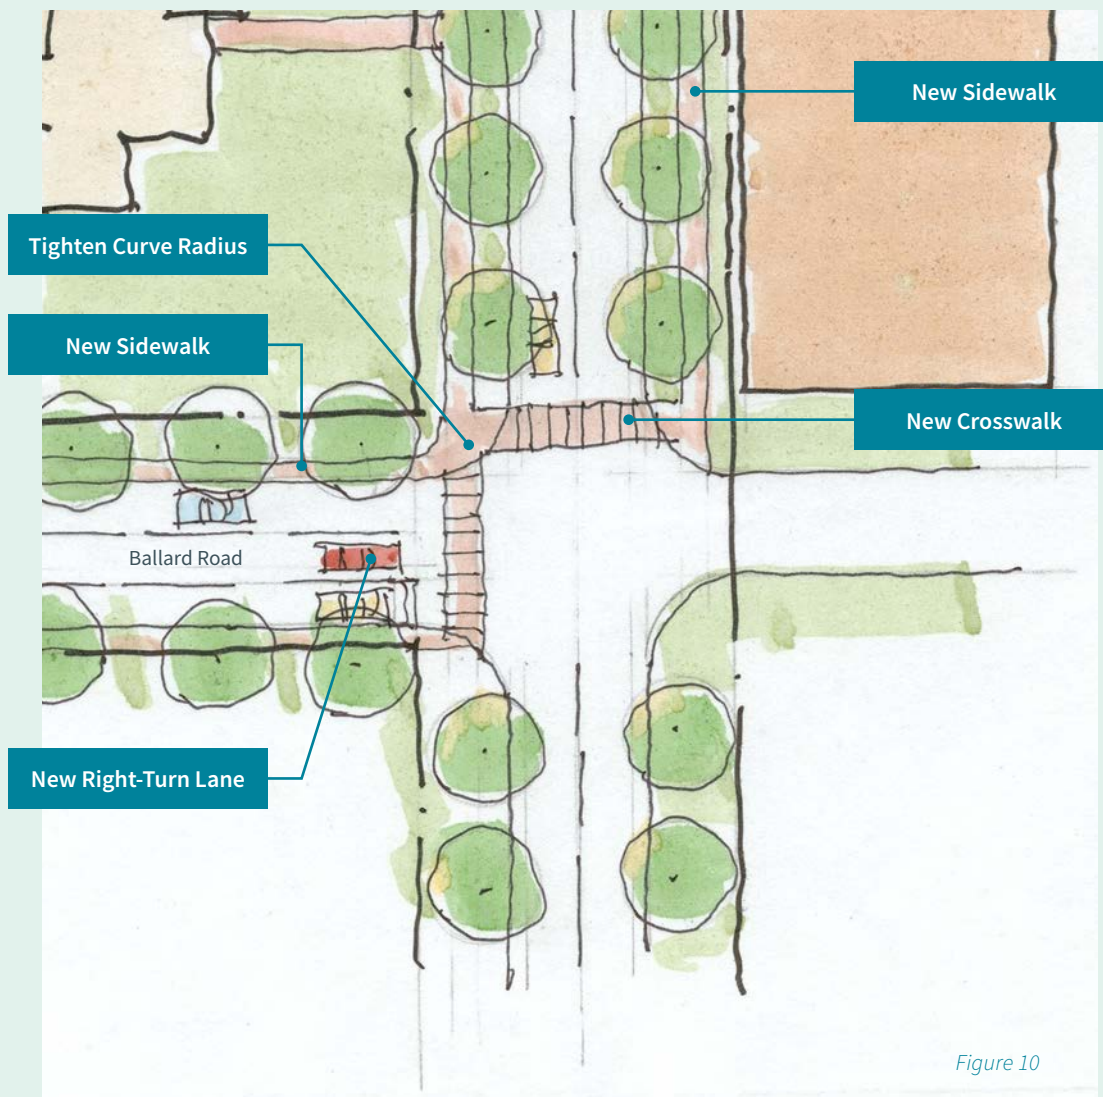 New Sidewalk
Tighten Curve Radius
New Sidewalk
New Crosswalk
Ballard Road
New Right-Turn Lane
Figure 10